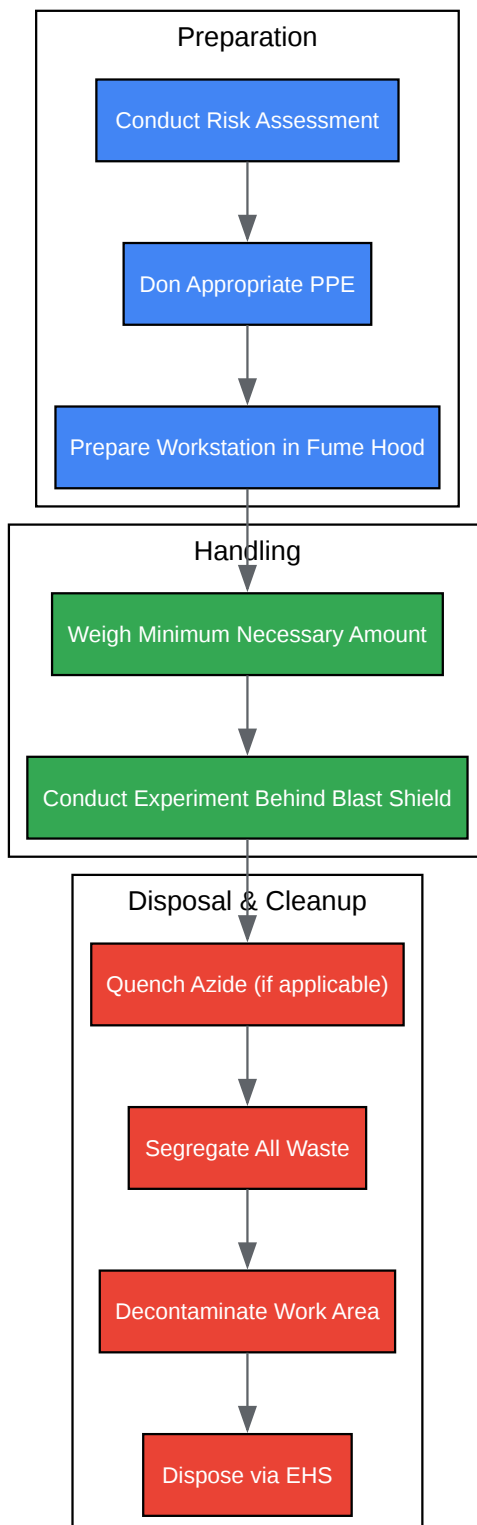 Preparation
Conduct Risk Assessment
Don Appropriate PPE
Prepare Workstation in Fume Hood
Handling
Weigh Minimum Necessary Amount
Conduct Experiment Behind Blast Shield
Disposal & Cleanup
Quench Azide (if applicable)
Segregate All Waste
Decontaminate Work Area
Dispose via EHS